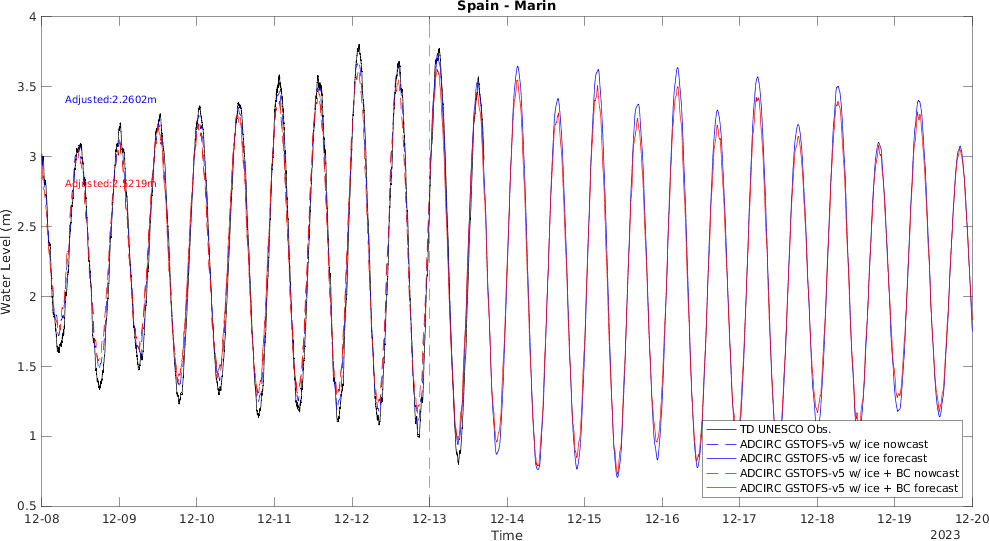 Spain - Marin
4
3.5
3
2.5
2
1.5
1
0.5
Water Level (m)
Adjusted:2.2602m
Adjusted:2.5219m
TD UNESCO Obs.
ADCIRC GSTOFS-v5 w/ ice nowcast
ADCIRC GSTOFS-v5 w/ ice forecast
ADCIRC GSTOFS-v5 w/ ice + BC nowcast
ADCIRC GSTOFS-v5 w/ ice + BC forecast
12-08 12-09 12-10 12-11 12-12 12-13 12-14 12-15 12-16 12-17 12-18 12-19 12-20
Time
2023